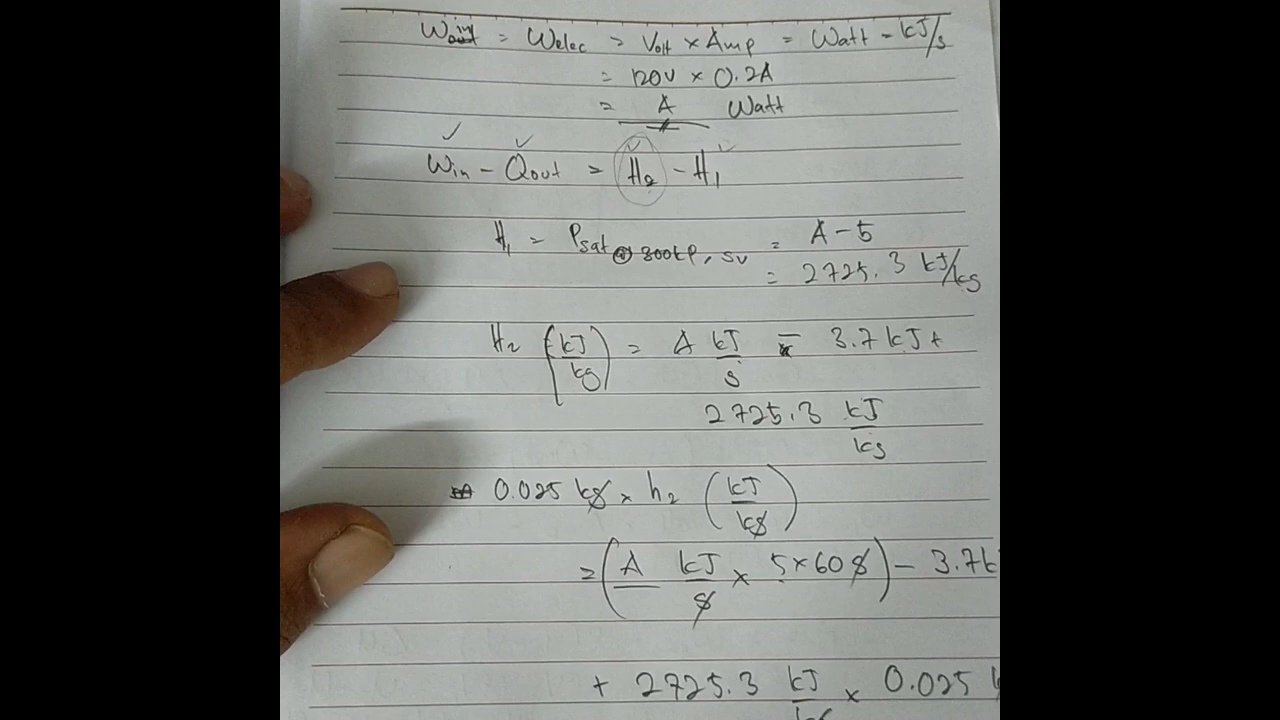 Win = Welec = Volt × Amp = Watt = kJ/s
= 120V × 0.2A
= A Watt
Win - Qout = H2 - H1
H1 = Psat @ 300kP, sv = A-5
= 2725.3 kJ/kg
H2 (kJ/kg) = A kJ/s - 3.7 kJ +
2725.3 kJ/kg
0.025 kg × h2 (kJ/kg)
= (A kJ/s × 5×60 s) - 3.7k
+ 2725.3 kJ/kg × 0.025